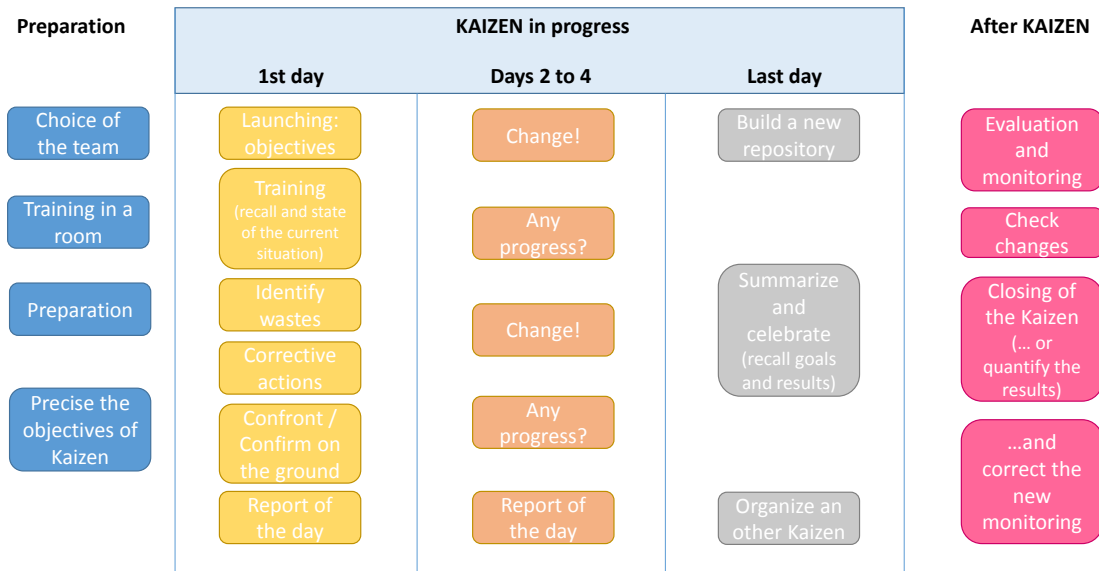 Preparation
KAIZEN in progress
After KAIZEN
1st day
Days 2 to 4
Last day
Choice of
the team
Training in a
room
Preparation
Precise the
objectives of
Kaizen
Launching:
objectives
Training
(recall and state
of the current
situation)
Identify
wastes
Corrective
actions
Confront /
Confirm on
the ground
Report of
the day
Change!
Any
progress?
Change!
Any
progress?
Report of
the day
Build a new
repository
Summarize
and
celebrate
(recall goals
and results)
Organize an
other Kaizen
Evaluation
and
monitoring
Check
changes
Closing of
the Kaizen
(... or
quantify the
results)
...and
correct the
new
monitoring